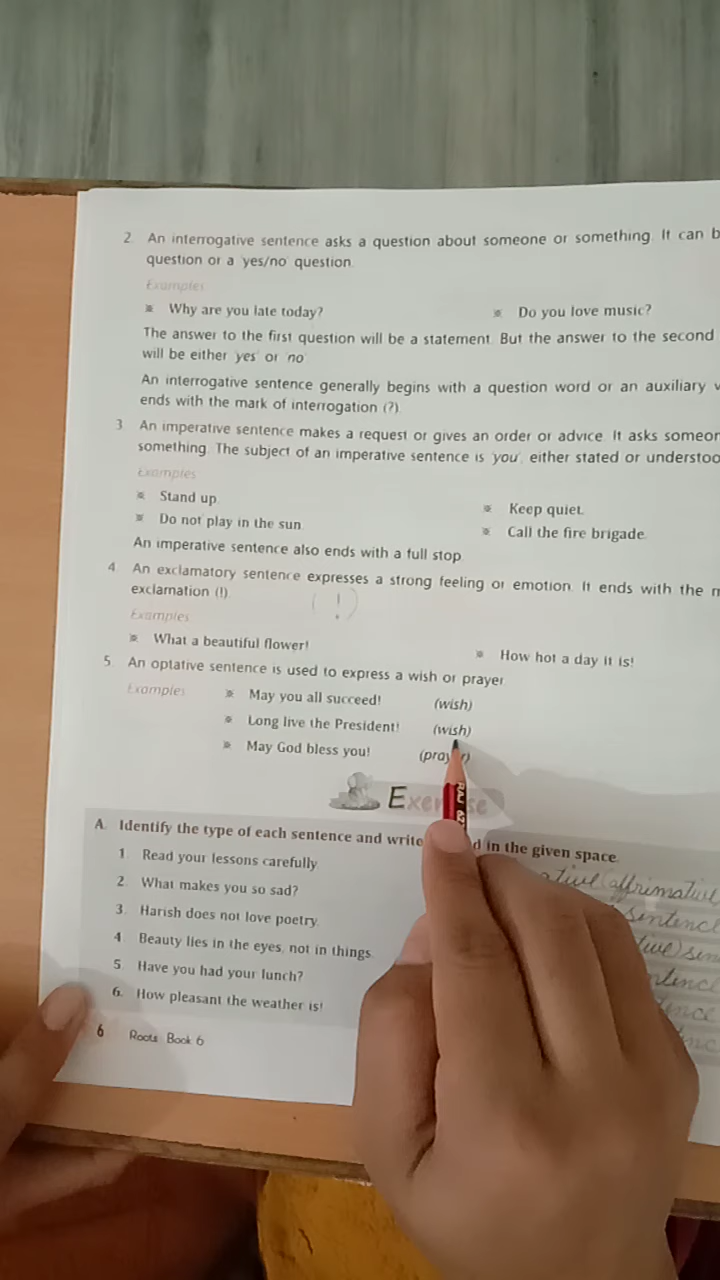 2. An interrogative sentence asks a question about someone or something. It can b
question or a 'yes/no' question.
Examples
* Why are you late today? * Do you love music?
The answer to the first question will be a statement. But the answer to the second
will be either 'yes' or 'no'
An interrogative sentence generally begins with a question word or an auxiliary v
ends with the mark of interrogation (?).
3. An imperative sentence makes a request or gives an order or advice. It asks someon
something. The subject of an imperative sentence is 'you', either stated or understoo
Examples
* Stand up. * Keep quiet.
* Do not play in the sun. * Call the fire brigade.
An imperative sentence also ends with a full stop.
4. An exclamatory sentence expresses a strong feeling or emotion. It ends with the m
exclamation (!). (!)
Examples
* What a beautiful flower! * How hot a day it is!
5. An optative sentence is used to express a wish or prayer
Examples * May you all succeed! (wish)
* Long live the President! (wish)
* May God bless you! (prayer)
Exercise
A. Identify the type of each sentence and write d in the given space.
1. Read your lessons carefully. (affirmative
2. What makes you so sad? sentence
3. Harish does not love poetry.
4. Beauty lies in the eyes, not in things.
5. Have you had your lunch?
6. How pleasant the weather is!
6 Roots Book 6
RAJ